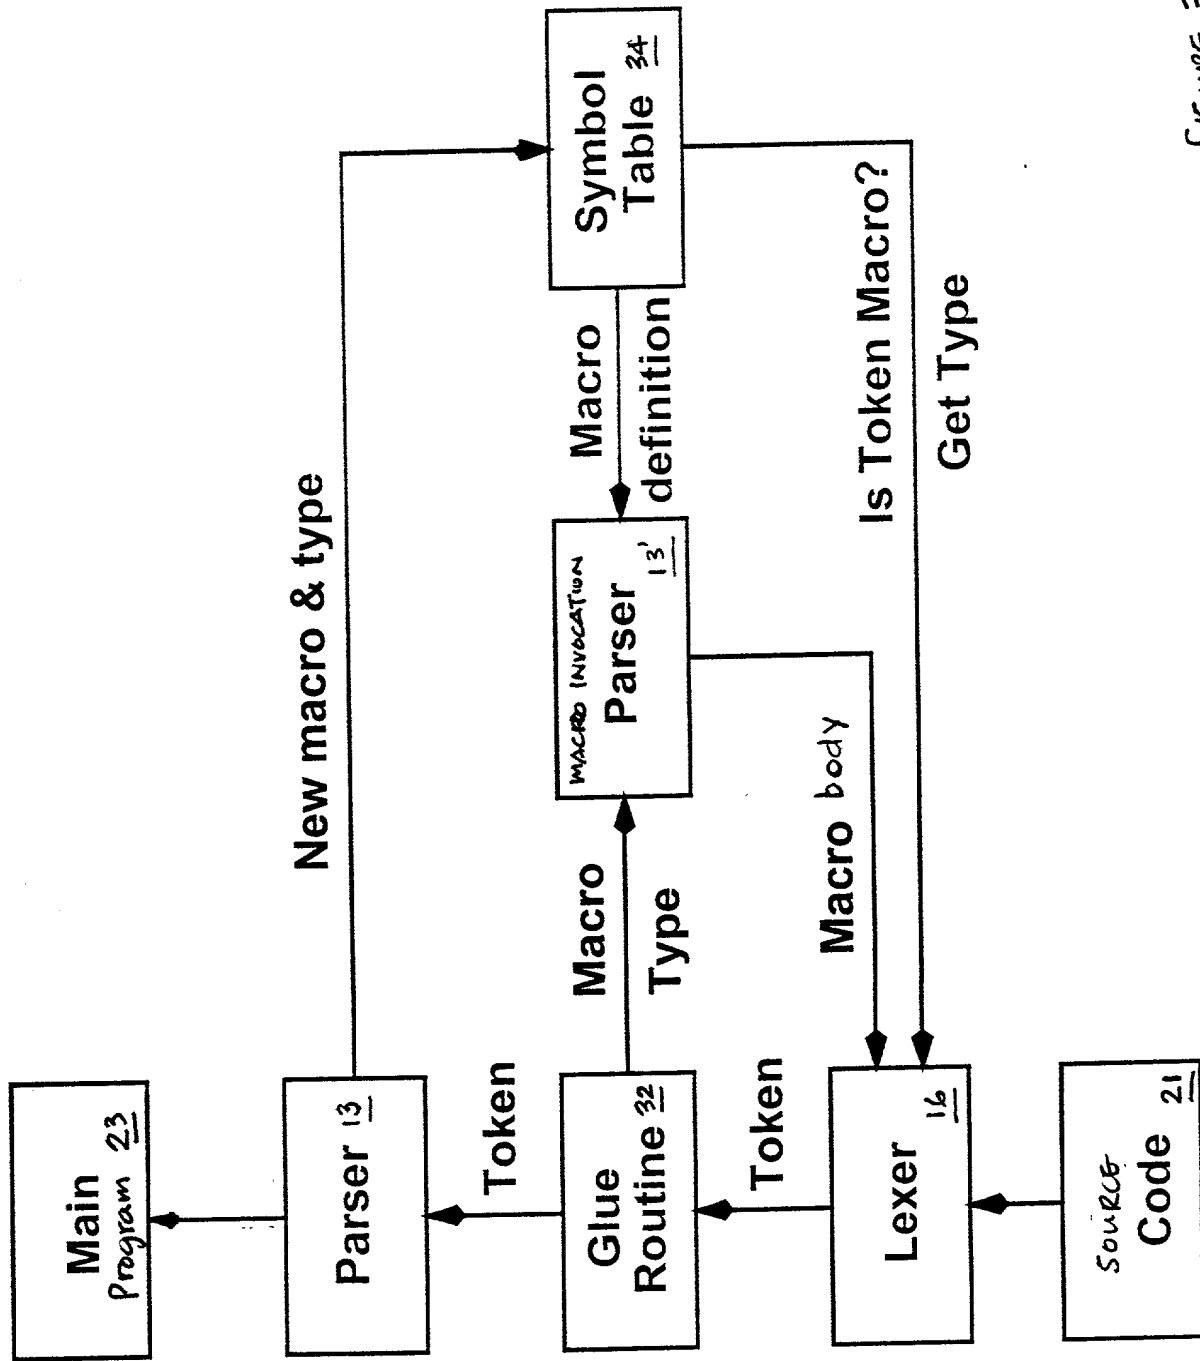 Main
Program 23
Parser 13
New macro & type
Token
Glue
Routine 32
Macro
Type
MACRO INVOCATION
Parser 13'
Macro
definition
Symbol
Table 34
Token
Macro body
Is Token Macro?
Get Type
Lexer 16
SOURCE
Code 21